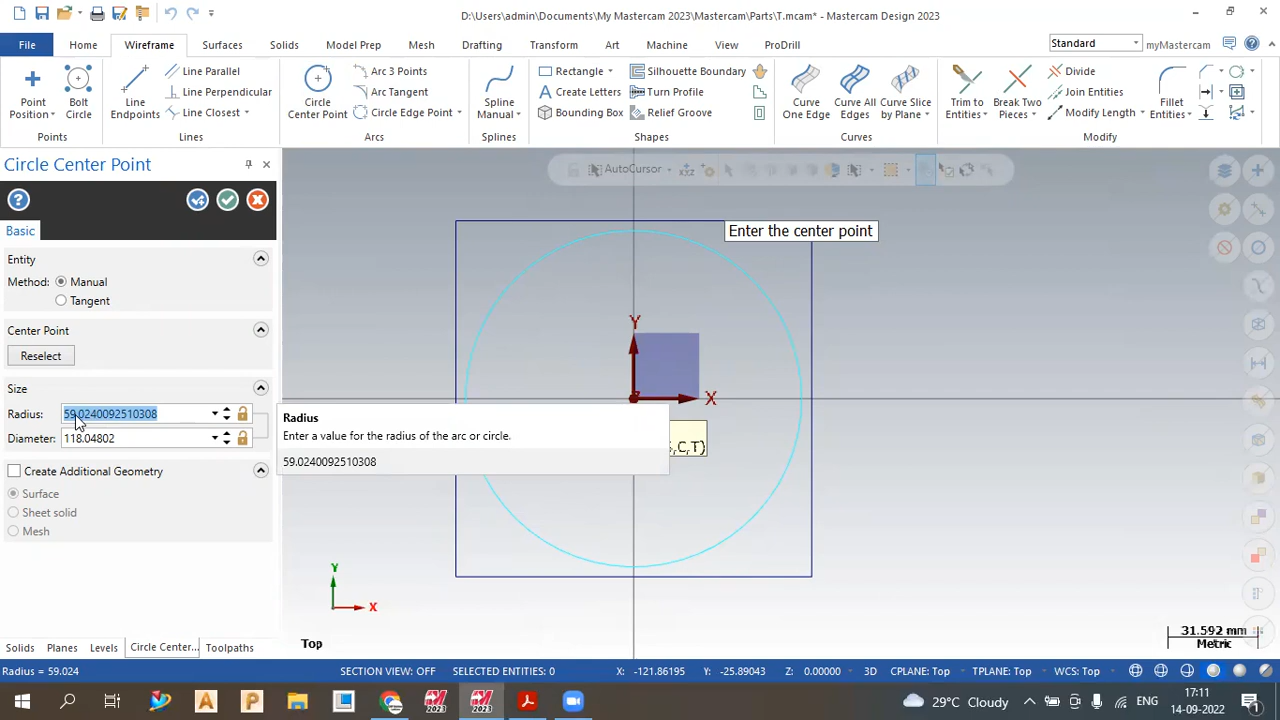 D:\Users\admin\Documents\My Mastercam 2023\Mastercam\Parts\T.mcam* - Mastercam Design 2023
File Home Wireframe Surfaces Solids Model Prep Mesh Drafting Transform Art Machine View ProDrill Standard myMastercam
Point Position
Bolt Circle
Points
Line Endpoints
Line Parallel
Line Perpendicular
Line Closest
Lines
Circle Center Point
Arc 3 Points
Arc Tangent
Circle Edge Point
Arcs
Spline Manual
Splines
Rectangle
Create Letters
Bounding Box
Silhouette Boundary
Turn Profile
Relief Groove
Shapes
Curve One Edge
Curve All Edges
Curve Slice by Plane
Curves
Trim to Entities
Break Two Pieces
Divide
Join Entities
Modify Length
Fillet Entities
Modify
Circle Center Point
Basic
Entity
Method: Manual
Tangent
Center Point
Reselect
Size
Radius: 59.0240092510308
Diameter: 118.04802
Create Additional Geometry
Surface
Sheet solid
Mesh
AutoCursor
Enter the center point
Y
X
,C,T)
Radius
Enter a value for the radius of the arc or circle.
59.0240092510308
Y
X
Top
31.592 mm
Metric
Solids Planes Levels Circle Center... Toolpaths
Radius = 59.024 SECTION VIEW: OFF SELECTED ENTITIES: 0 X: -121.86195 Y: -25.89043 Z: 0.00000 3D CPLANE: Top TPLANE: Top WCS: Top
29°C Cloudy ENG 17:11
14-09-2022